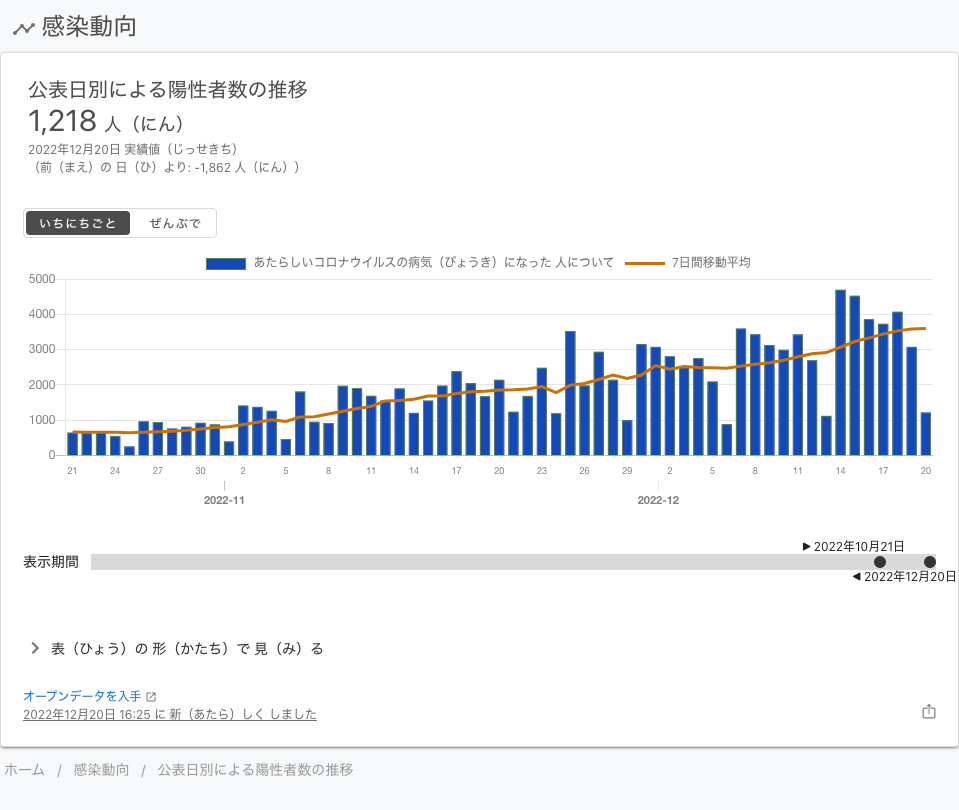 感染動向
公表日別による陽性者数の推移
1,218 人（にん）
2022年12月20日 実績値（じっせきち）
（前（まえ）の 日（ひ）より: -1,862 人（にん））
いちにちごと ぜんぶで
あたらしいコロナウイルスの病気（びょうき）になった 人について 7日間移動平均
5000
4000
3000
2000
1000
0
21 24 27 30 2 5 8 11 14 17 20 23 26 29 2 5 8 11 14 17 20
2022-11 2022-12
2022年10月21日
表示期間
2022年12月20日
表（ひょう）の 形（かたち）で 見（み）る
オープンデータを入手
2022年12月20日 16:25 に 新（あたら）しく しました
ホーム / 感染動向 / 公表日別による陽性者数の推移